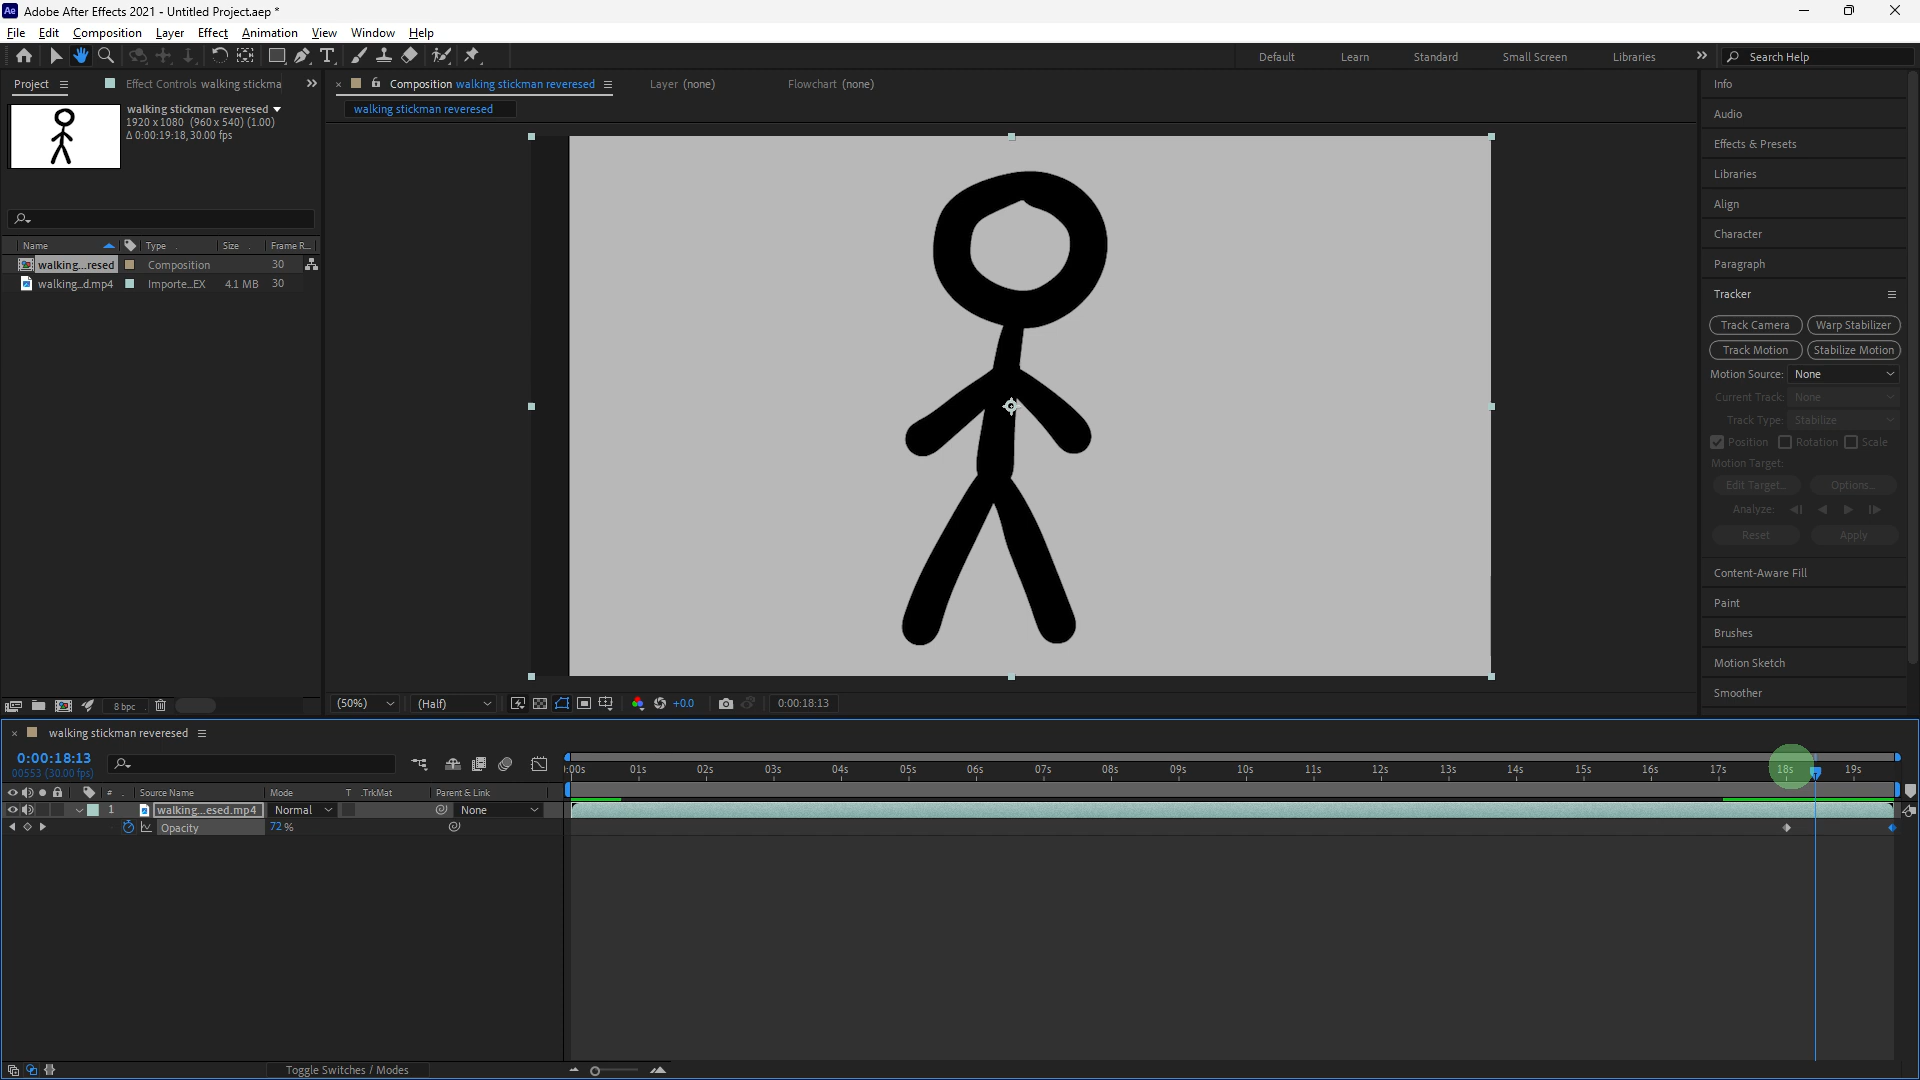 Ae Adobe After Effects 2021 - Untitled Project.aep *
File Edit Composition Layer Effect Animation View Window Help
Default Learn Standard Small Screen Libraries Search Help
Project Effect Controls walking stickma
walking stickman reveresed
1920 x 1080 (960 x 540) (1.00)
Δ 0:00:19:18, 30.00 fps
Name Type Size Frame R...
walking...resed Composition 30
walking...d.mp4 Importe...EX 4.1 MB 30
8 bpc
Composition walking stickman reveresed Layer (none) Flowchart (none)
walking stickman reveresed
(50%) (Half) +0.0 0:00:18:13
Info
Audio
Effects & Presets
Libraries
Align
Character
Paragraph
Tracker
Track Camera Warp Stabilizer
Track Motion Stabilize Motion
Motion Source: None
Current Track: None
Track Type: Stabilize
Position Rotation Scale
Motion Target:
Edit Target... Options...
Analyze:
Reset Apply
Content-Aware Fill
Paint
Brushes
Motion Sketch
Smoother
walking stickman reveresed
0:00:18:13
00553 (30.00 fps)
:00s 01s 02s 03s 04s 05s 06s 07s 08s 09s 10s 11s 12s 13s 14s 15s 16s 17s 18s 19s
# Source Name Mode T .TrkMat Parent & Link
1 walking...esed.mp4 Normal None
Opacity 72%
Toggle Switches / Modes